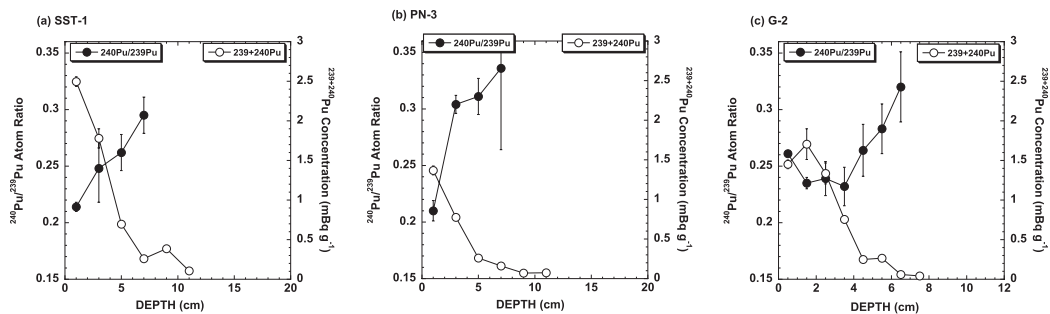 (a) SST-1
240Pu/239Pu
239+240Pu
0.35
0.3
0.25
0.2
0.15
240Pu/239Pu Atom Ratio
3
2.5
2
1.5
1
0.5
0
239+240Pu Concentration (mBq g-1)
0 5 10 15 20
DEPTH (cm)
(b) PN-3
240Pu/239Pu
239+240Pu
0.35
0.3
0.25
0.2
0.15
240Pu/239Pu Atom Ratio
3
2.5
2
1.5
1
0.5
0
239+240Pu Concentration (mBq g-1)
0 5 10 15 20
DEPTH (cm)
(c) G-2
240Pu/239Pu
239+240Pu
0.35
0.3
0.25
0.2
0.15
240Pu/239Pu Atom Ratio
3
2.5
2
1.5
1
0.5
0
239+240Pu Concentration (mBq g-1)
0 2 4 6 8 10 12
DEPTH (cm)